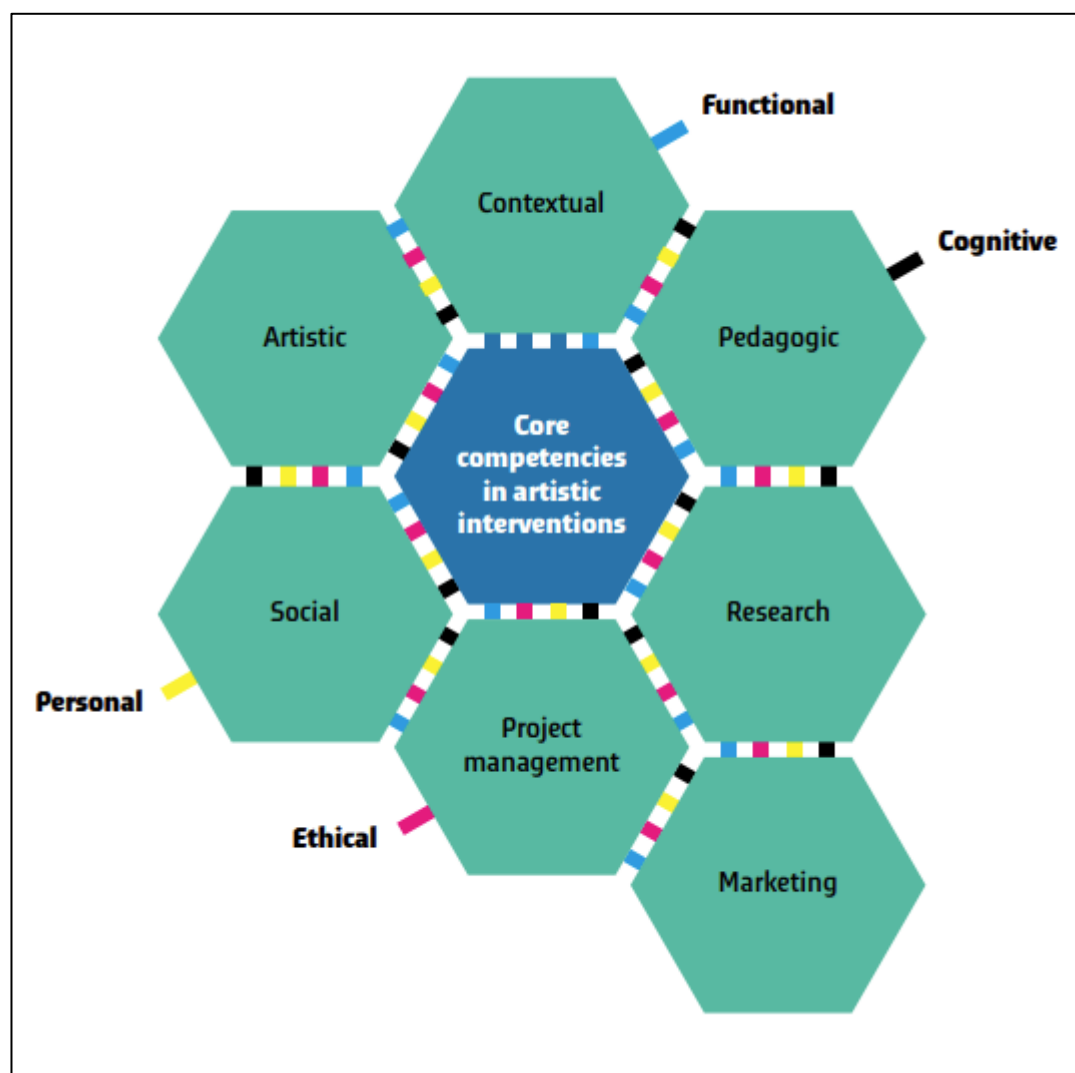 Functional
Contextual
Cognitive
Artistic
Pedagogic
Core
competencies
in artistic
interventions
Social
Research
Personal
Project
management
Ethical
Marketing